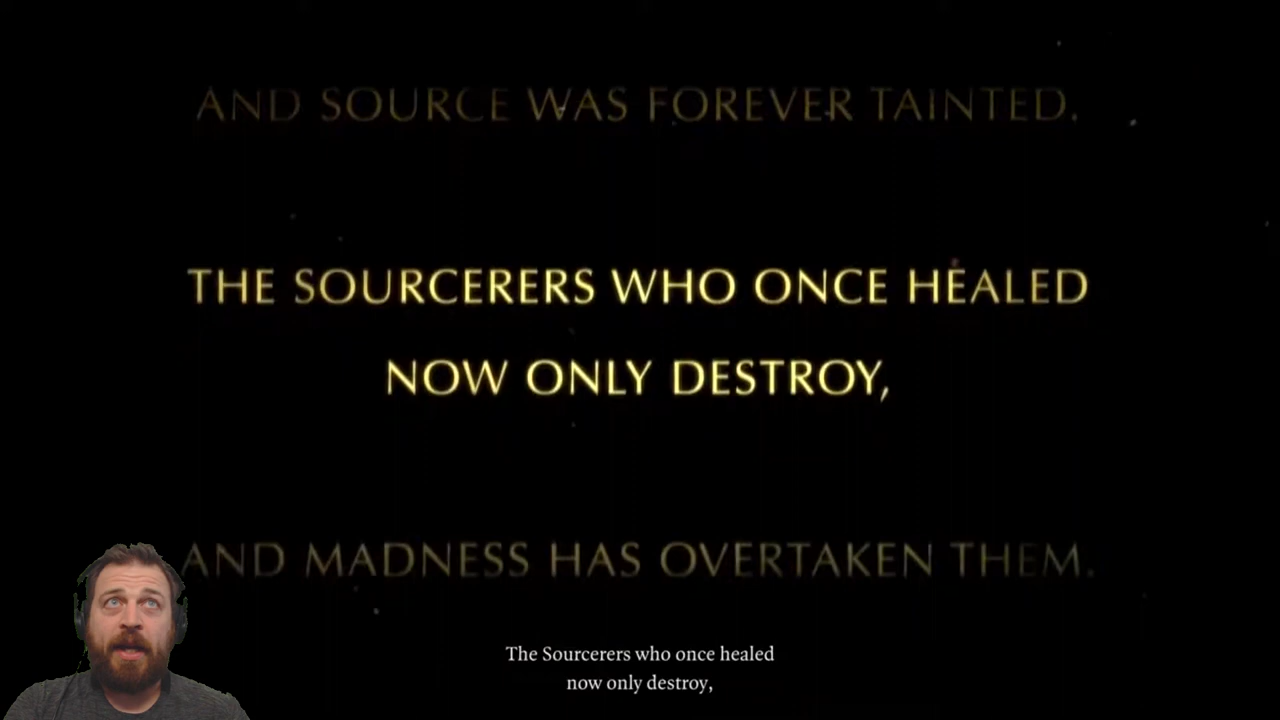 AND SOURCE WAS FOREVER TAINTED.
THE SOURCERERS WHO ONCE HEALED
NOW ONLY DESTROY,
AND MADNESS HAS OVERTAKEN THEM.
The Sourcerers who once healed
now only destroy,